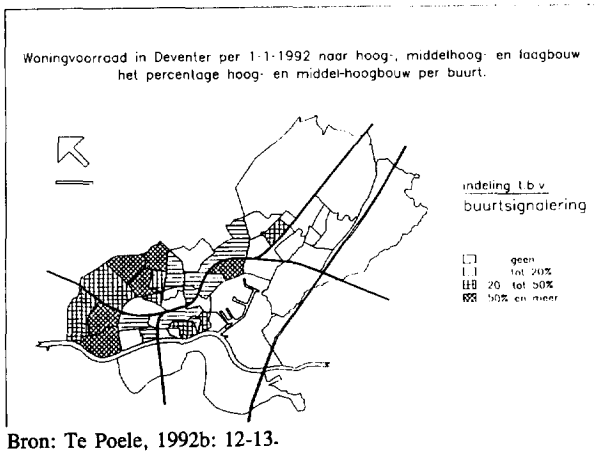 Woningvoorraad in Deventer per 1-1-1992 naar hoog-, middelhoog- en laagbouw
het percentage hoog- en middel-hoogbouw per buurt.
indeling t.b.v
buurtsignalering
geen
tot 20%
20 tot 50%
50% en meer
Bron: Te Poele, 1992b: 12-13.